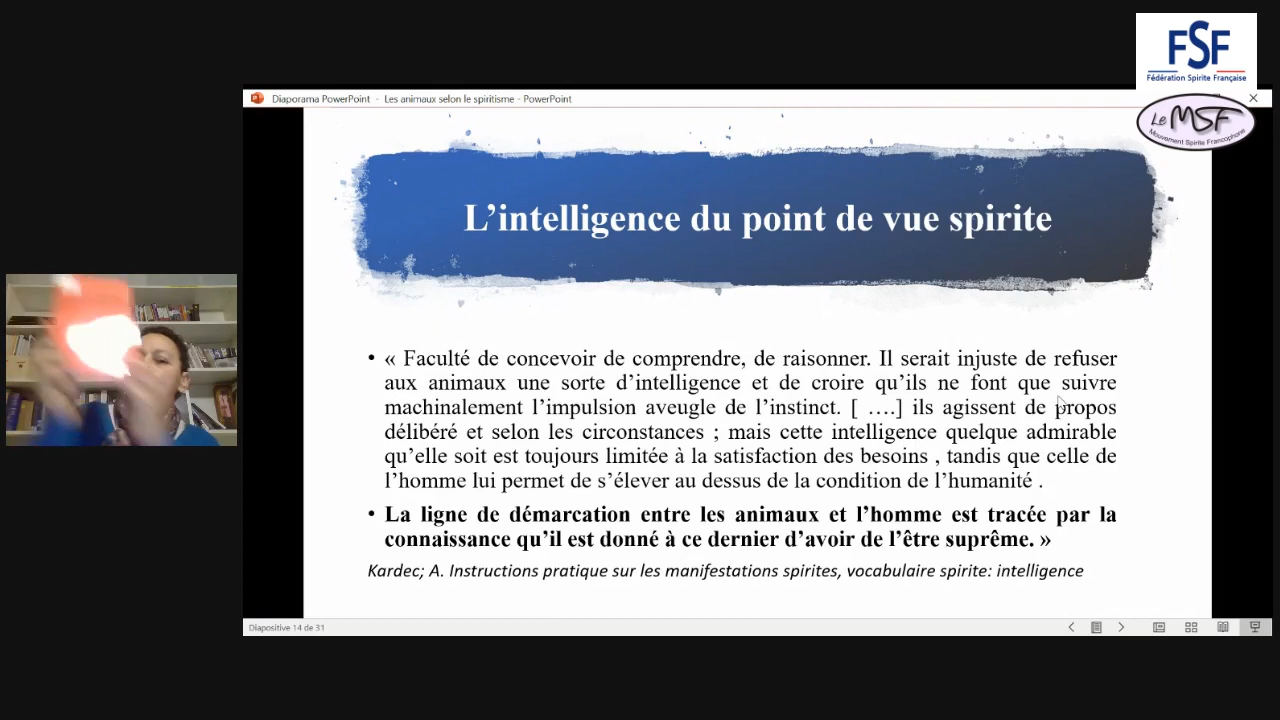 FSF
Fédération Spirite Française
Diaporama PowerPoint - Les animaux selon le spiritisme - PowerPoint
Le MSF
Mouvement Spirite Francophone
L’intelligence du point de vue spirite
• « Faculté de concevoir de comprendre, de raisonner. Il serait injuste de refuser
aux animaux une sorte d’intelligence et de croire qu’ils ne font que suivre
machinalement l’impulsion aveugle de l’instinct. [ ….] ils agissent de propos
délibéré et selon les circonstances ; mais cette intelligence quelque admirable
qu’elle soit est toujours limitée à la satisfaction des besoins , tandis que celle de
l’homme lui permet de s’élever au dessus de la condition de l’humanité .
• La ligne de démarcation entre les animaux et l’homme est tracée par la
connaissance qu’il est donné à ce dernier d’avoir de l’être suprême. »
Kardec; A. Instructions pratique sur les manifestations spirites, vocabulaire spirite: intelligence
Diapositive 14 de 31